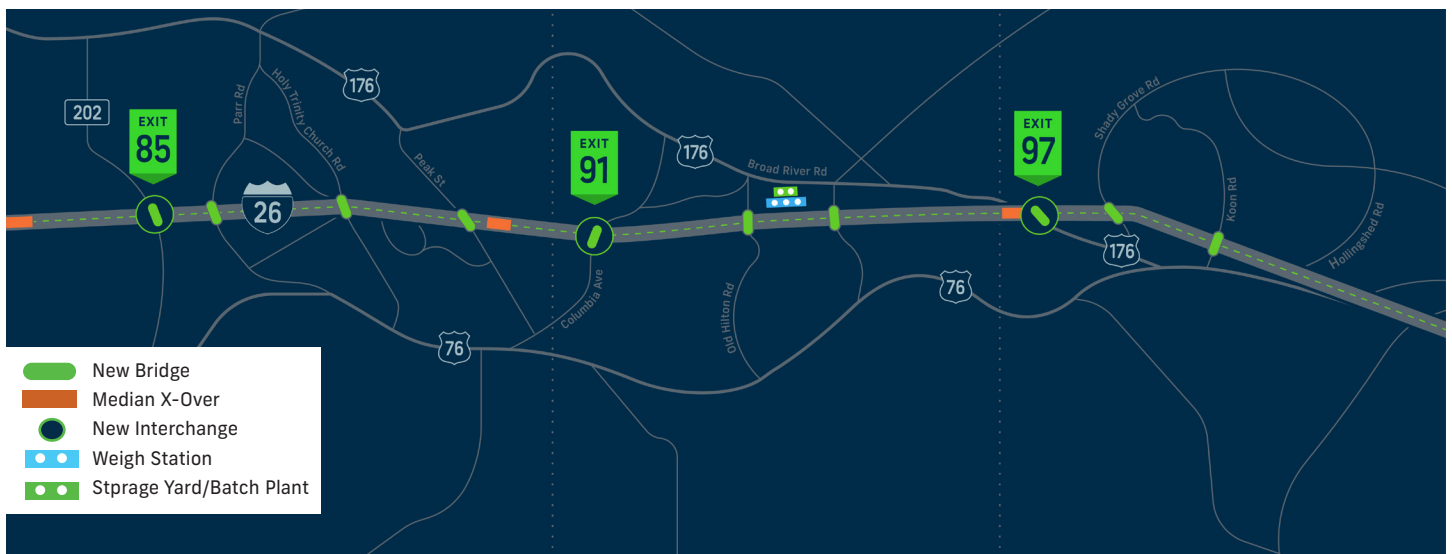 202
EXIT
85
Parr Rd
Holy Trinity
Church Rd
176
26
Peak St
EXIT
91
176
Broad River Rd
Columbia Ave
Old Hilton Rd
76
76
EXIT
97
Shady Grove Rd
Koon Rd
Hollingshed Rd
176
New Bridge
Median X-Over
New Interchange
Weigh Station
Stprage Yard/Batch Plant